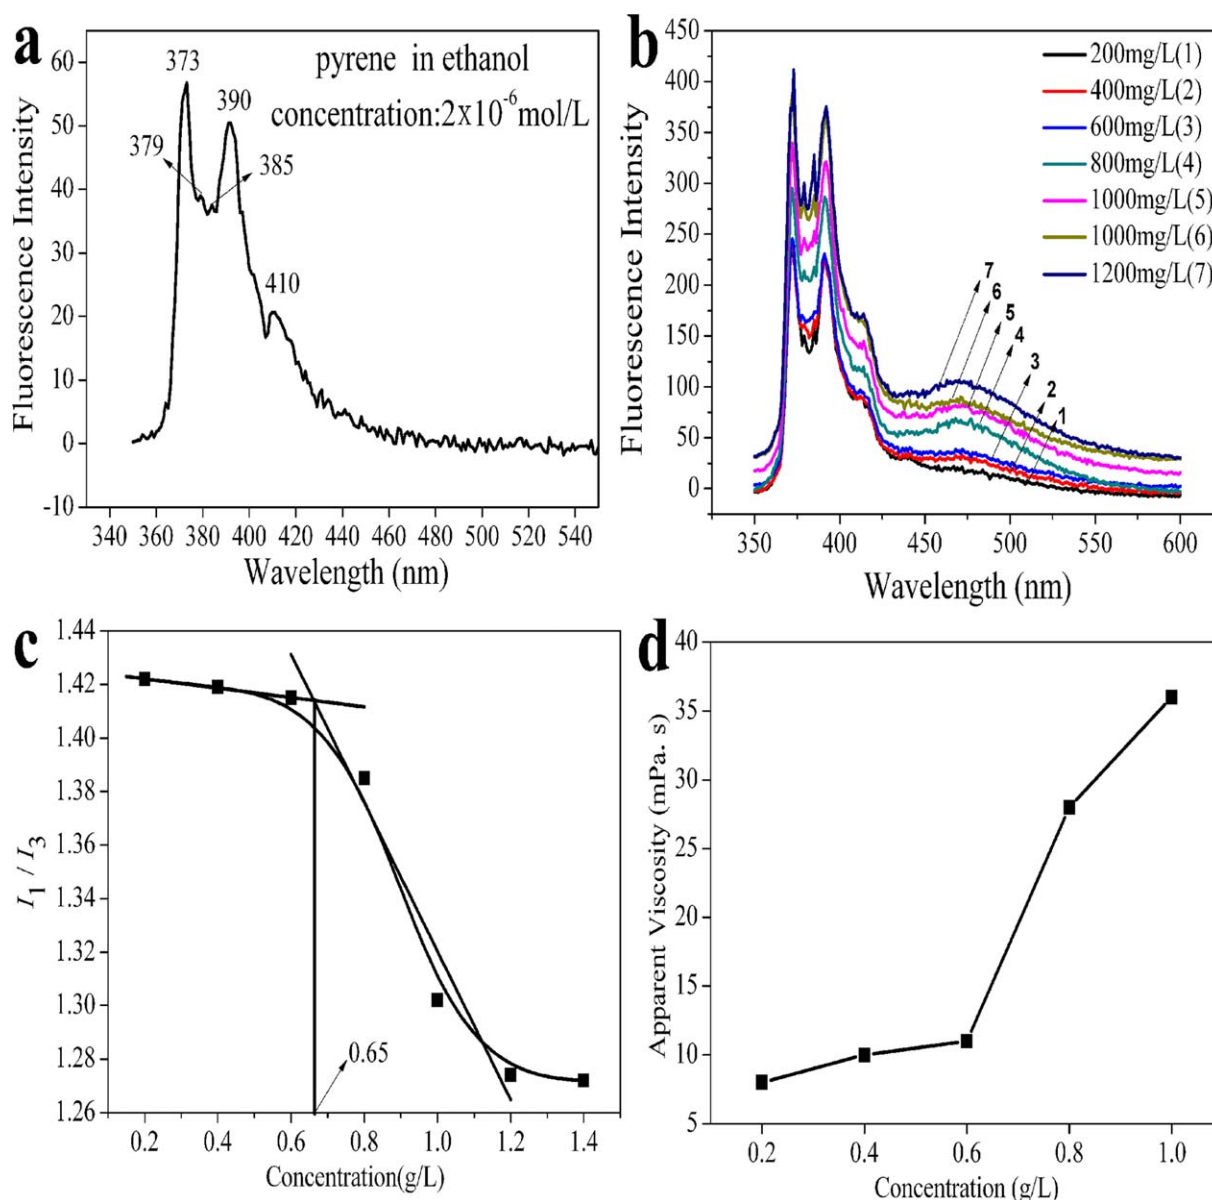 a
pyrene in ethanol
concentration:2×10⁻⁶mol/L
373
390
379
385
410
Fluorescence Intensity
60
50
40
30
20
10
0
-10
340 360 380 400 420 440 460 480 500 520 540
Wavelength (nm)
b
200mg/L(1)
400mg/L(2)
600mg/L(3)
800mg/L(4)
1000mg/L(5)
1000mg/L(6)
1200mg/L(7)
7
6
5
4
3
2
1
Fluorescence Intensity
450
400
350
300
250
200
150
100
50
0
350 400 450 500 550 600
Wavelength (nm)
c
I₁ / I₃
1.44
1.42
1.40
1.38
1.36
1.34
1.32
1.30
1.28
1.26
0.65
0.2 0.4 0.6 0.8 1.0 1.2 1.4
Concentration(g/L)
d
Apparent Viscosity (mPa. s)
40
35
30
25
20
15
10
5
0.2 0.4 0.6 0.8 1.0
Concentration (g/L)